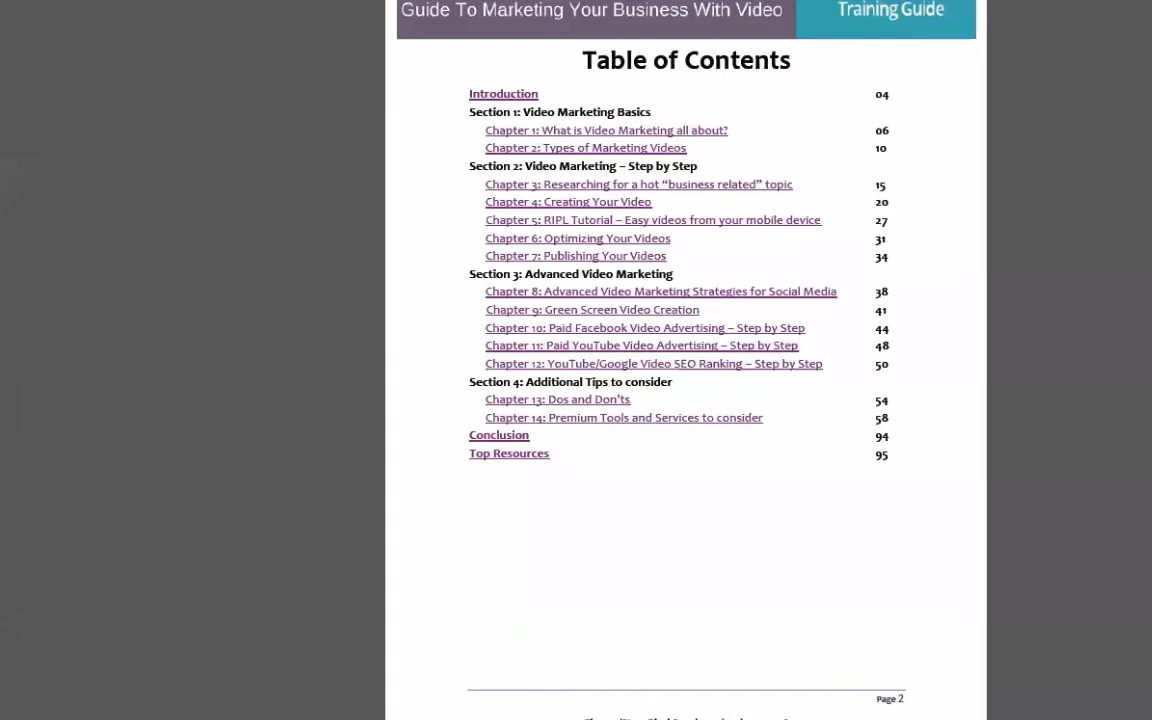 Guide To Marketing Your Business With Video Training Guide
Table of Contents
Introduction 04
Section 1: Video Marketing Basics
Chapter 1: What is Video Marketing all about? 06
Chapter 2: Types of Marketing Videos 10
Section 2: Video Marketing – Step by Step
Chapter 3: Researching for a hot “business related” topic 15
Chapter 4: Creating Your Video 20
Chapter 5: RIPL Tutorial – Easy videos from your mobile device 27
Chapter 6: Optimizing Your Videos 31
Chapter 7: Publishing Your Videos 34
Section 3: Advanced Video Marketing
Chapter 8: Advanced Video Marketing Strategies for Social Media 38
Chapter 9: Green Screen Video Creation 41
Chapter 10: Paid Facebook Video Advertising – Step by Step 44
Chapter 11: Paid YouTube Video Advertising – Step by Step 48
Chapter 12: YouTube/Google Video SEO Ranking – Step by Step 50
Section 4: Additional Tips to consider
Chapter 13: Dos and Don’ts 54
Chapter 14: Premium Tools and Services to consider 58
Conclusion 94
Top Resources 95
Page 2